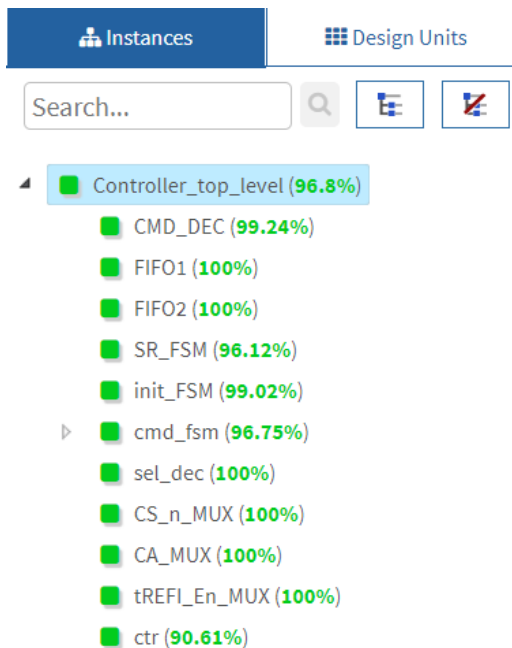 Instances
Design Units
Search...
Controller_top_level (96.8%)
CMD_DEC (99.24%)
FIFO1 (100%)
FIFO2 (100%)
SR_FSM (96.12%)
init_FSM (99.02%)
cmd_fsm (96.75%)
sel_dec (100%)
CS_n_MUX (100%)
CA_MUX (100%)
tREFI_En_MUX (100%)
ctr (90.61%)